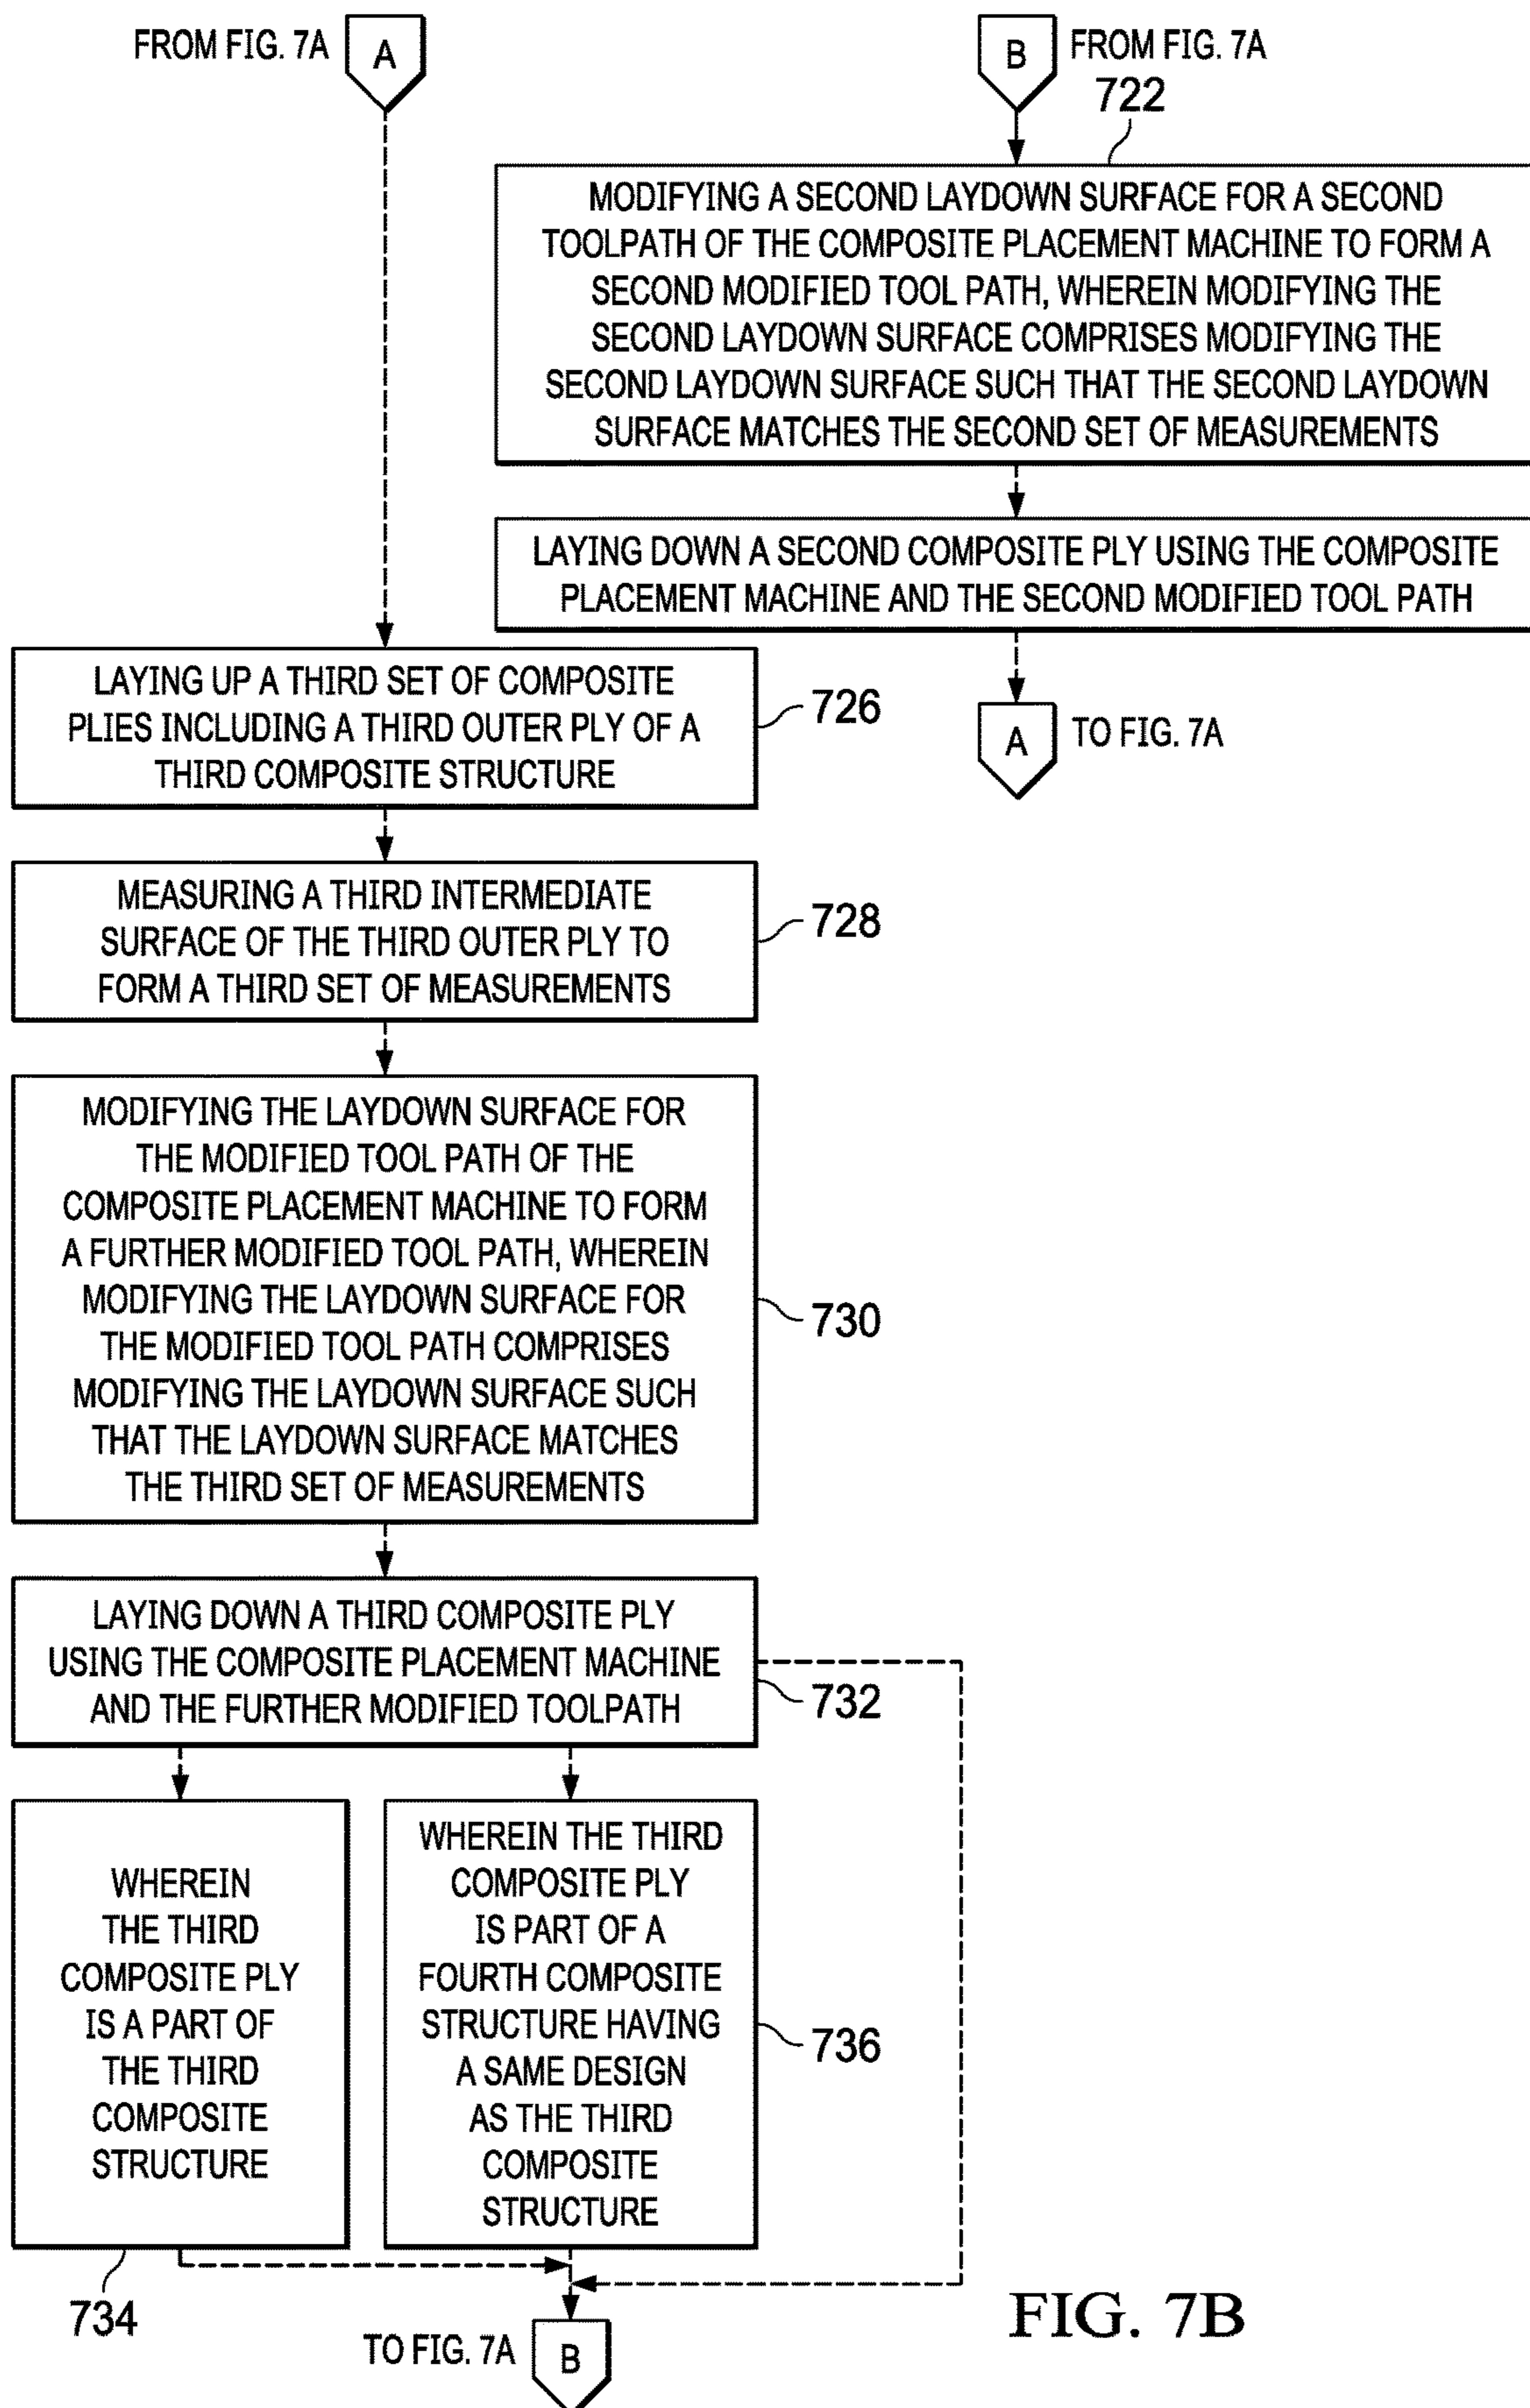 FROM FIG. 7A
A
B
FROM FIG. 7A
722
MODIFYING A SECOND LAYDOWN SURFACE FOR A SECOND
TOOLPATH OF THE COMPOSITE PLACEMENT MACHINE TO FORM A
SECOND MODIFIED TOOL PATH, WHEREIN MODIFYING THE
SECOND LAYDOWN SURFACE COMPRISES MODIFYING THE
SECOND LAYDOWN SURFACE SUCH THAT THE SECOND LAYDOWN
SURFACE MATCHES THE SECOND SET OF MEASUREMENTS
LAYING DOWN A SECOND COMPOSITE PLY USING THE COMPOSITE
PLACEMENT MACHINE AND THE SECOND MODIFIED TOOL PATH
A
TO FIG. 7A
LAYING UP A THIRD SET OF COMPOSITE
PLIES INCLUDING A THIRD OUTER PLY OF A
THIRD COMPOSITE STRUCTURE
726
MEASURING A THIRD INTERMEDIATE
SURFACE OF THE THIRD OUTER PLY TO
FORM A THIRD SET OF MEASUREMENTS
728
MODIFYING THE LAYDOWN SURFACE FOR
THE MODIFIED TOOL PATH OF THE
COMPOSITE PLACEMENT MACHINE TO FORM
A FURTHER MODIFIED TOOL PATH, WHEREIN
MODIFYING THE LAYDOWN SURFACE FOR
THE MODIFIED TOOL PATH COMPRISES
MODIFYING THE LAYDOWN SURFACE SUCH
THAT THE LAYDOWN SURFACE MATCHES
THE THIRD SET OF MEASUREMENTS
730
LAYING DOWN A THIRD COMPOSITE PLY
USING THE COMPOSITE PLACEMENT MACHINE
AND THE FURTHER MODIFIED TOOLPATH
732
WHEREIN
THE THIRD
COMPOSITE PLY
IS A PART OF
THE THIRD
COMPOSITE
STRUCTURE
734
WHEREIN THE THIRD
COMPOSITE PLY
IS PART OF A
FOURTH COMPOSITE
STRUCTURE HAVING
A SAME DESIGN
AS THE THIRD
COMPOSITE
STRUCTURE
736
TO FIG. 7A
B
FIG. 7B